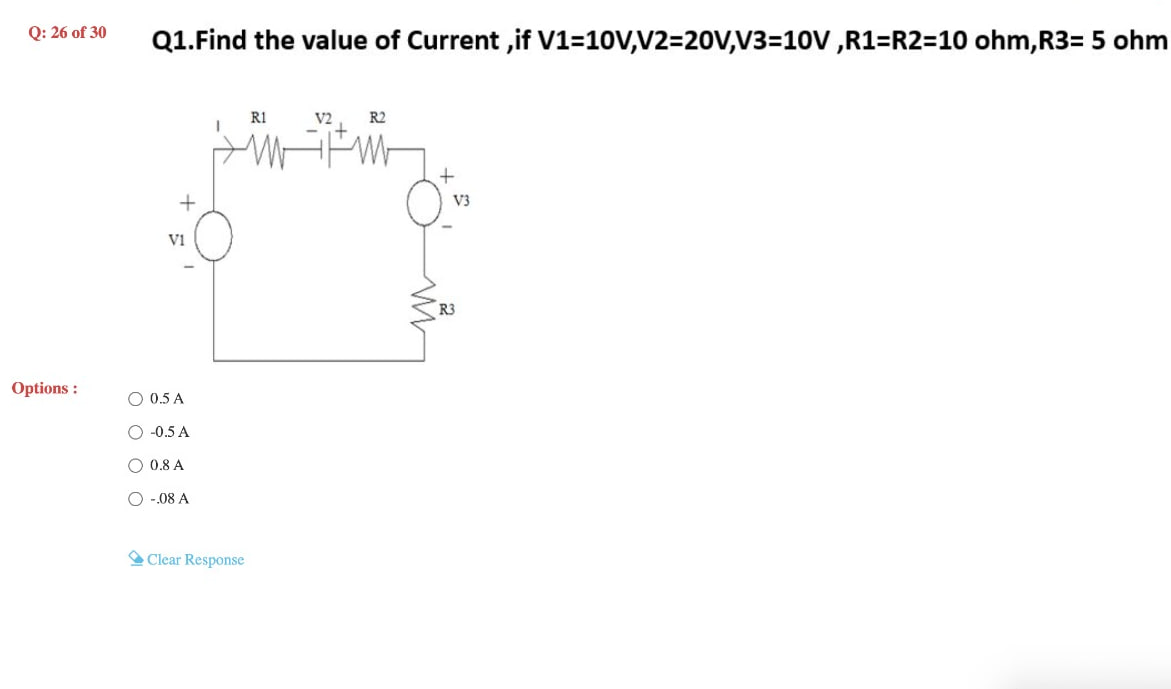 Q: 26 of 30
Q1.Find the value of Current ,if V1=10V,V2=20V,V3=10V ,R1=R2=10 ohm,R3= 5 ohm
I R1 V2 R2
- +
+
V3
-
+
V1
-
R3
Options :
0.5 A
-0.5 A
0.8 A
-.08 A
Clear Response